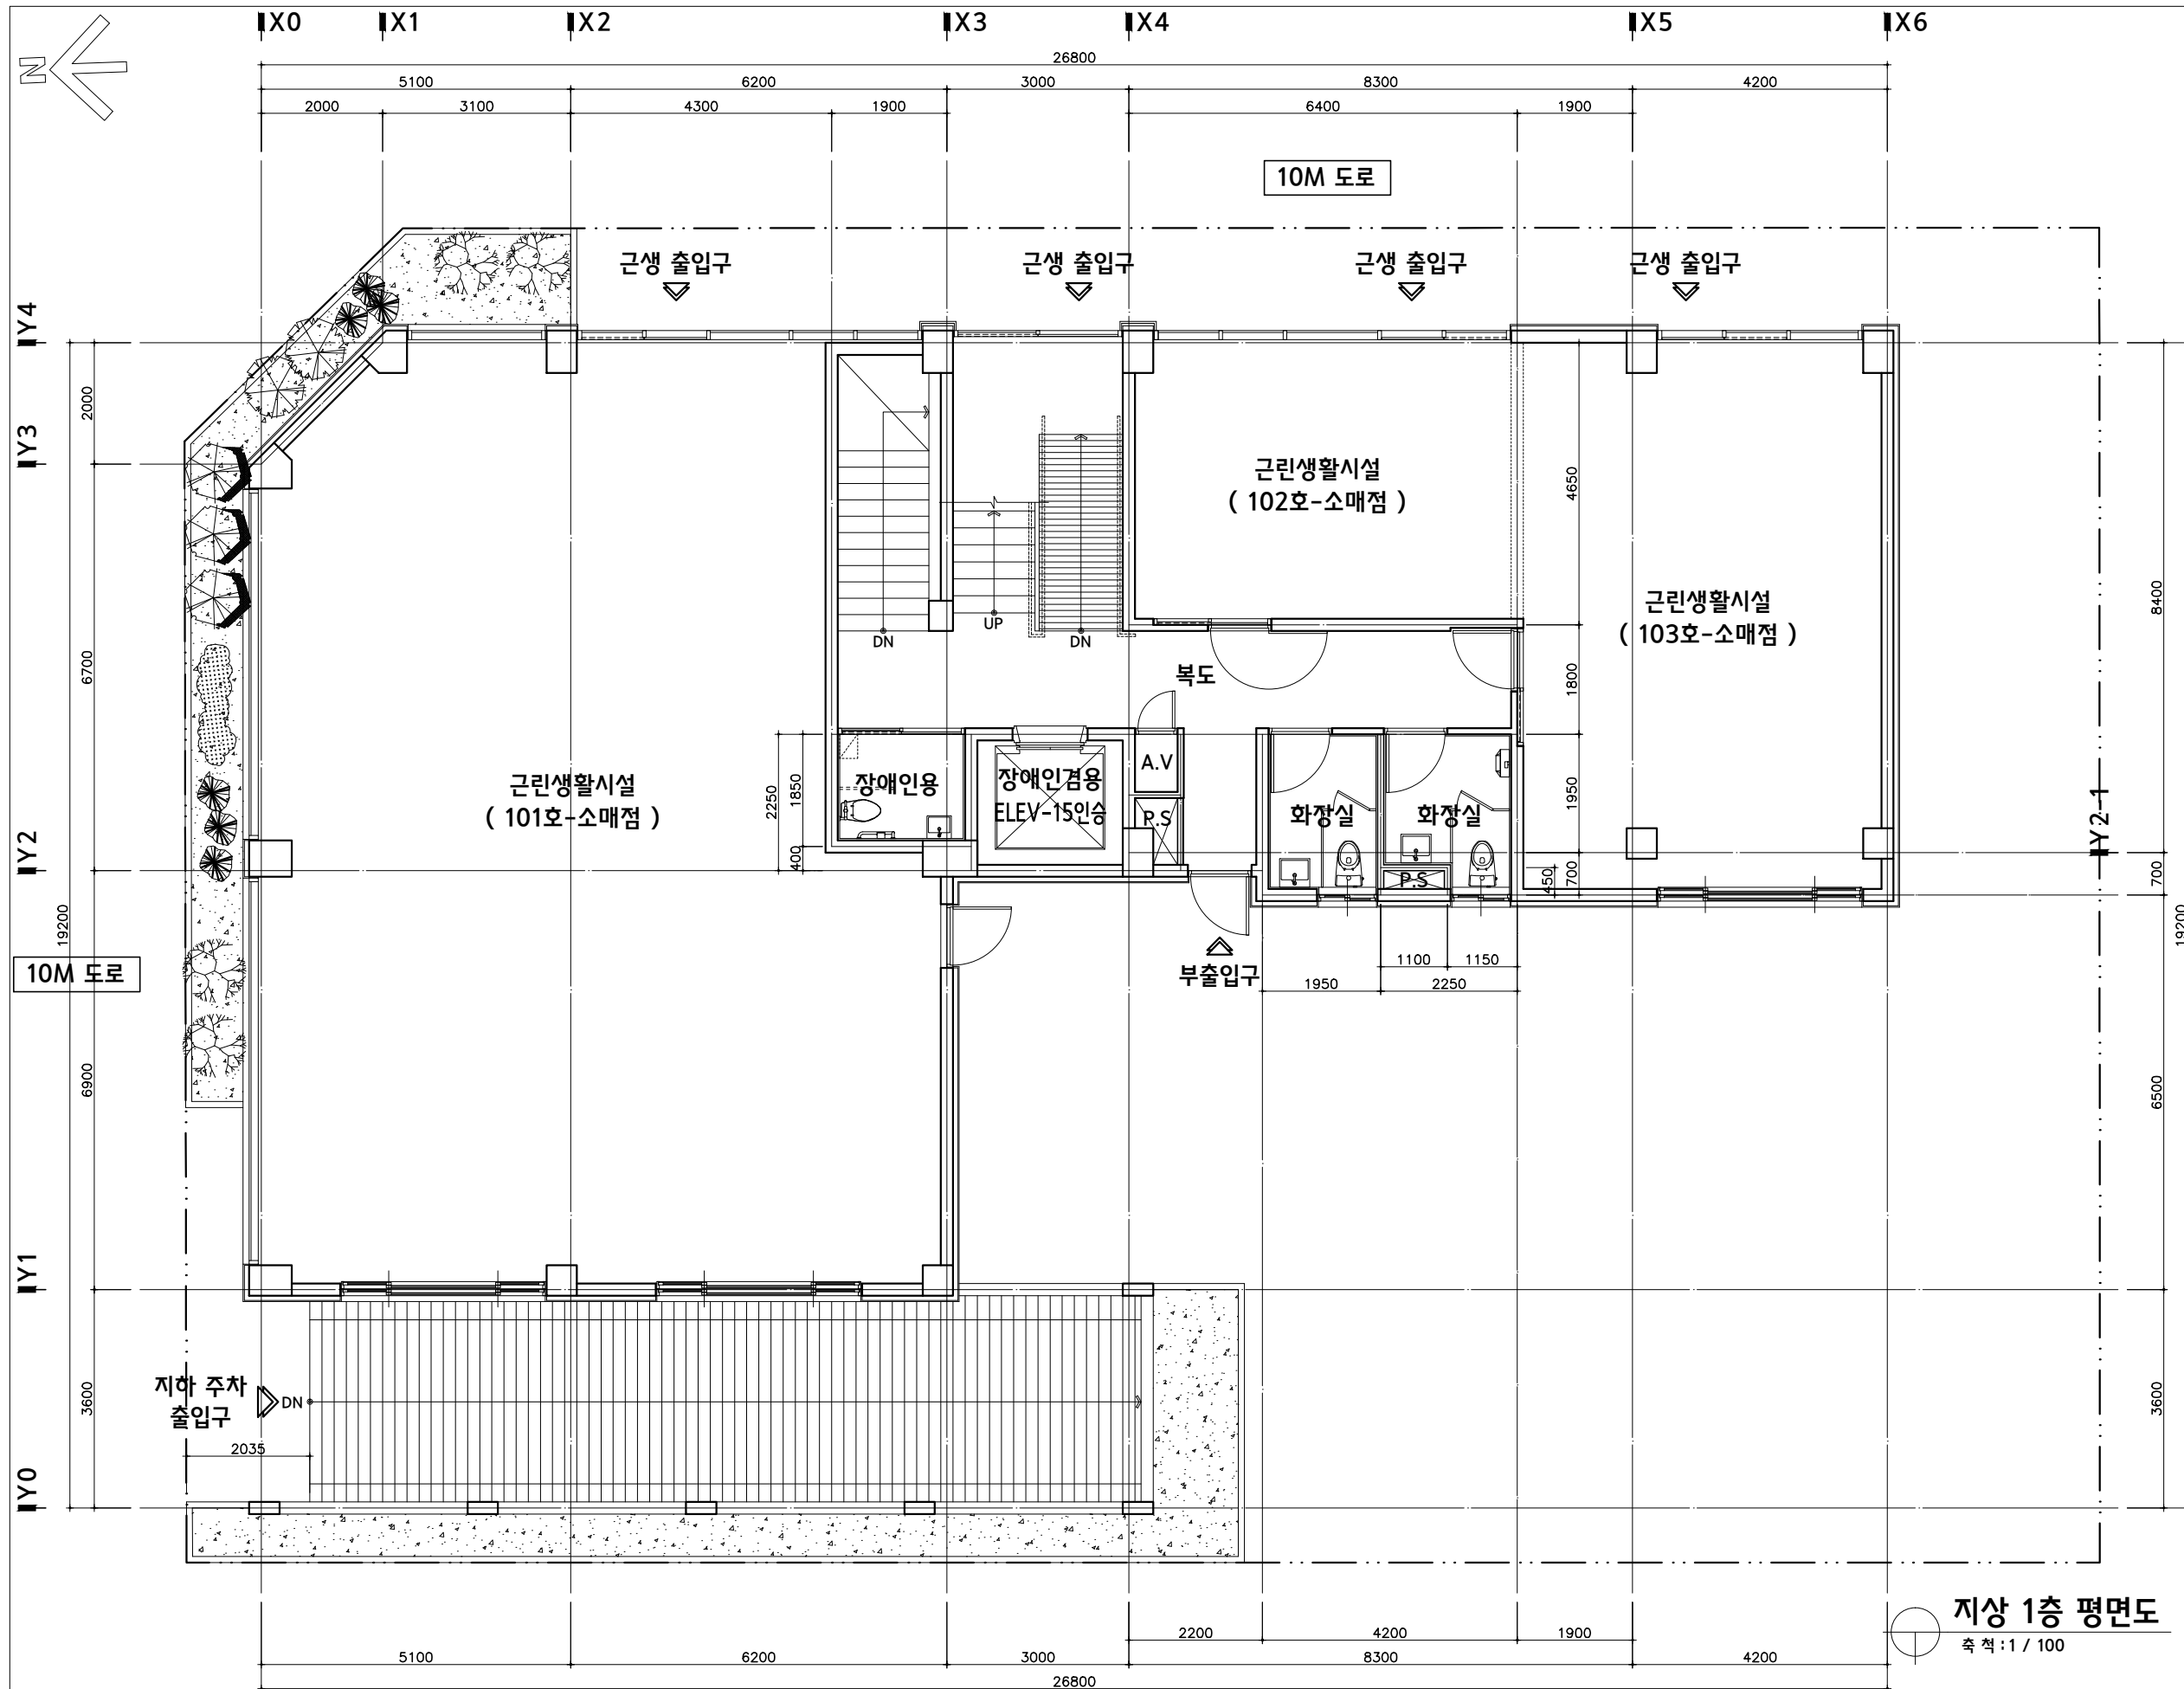 X0 X1 X2 X3 X4 X5 X6
N
26800
5100 6200 3000 8300 4200
2000 3100 4300 1900 6400 1900
10M 도로
근생 출입구 근생 출입구 근생 출입구 근생 출입구
Y4
2000
Y3
근린생활시설
( 102호-소매점 )
4650
8400
근린생활시설
( 103호-소매점 )
DN
UP
DN
6700
복도
1800
근린생활시설
( 101호-소매점 )
2250
1850
400
장애인용
장애인겸용
ELEV-15인승
A.V
P.S
화장실
화장실
P.S
1950
450
700
Y2-1
700
Y2
19200
19200
10M 도로
부출입구
1100 1150
1950 2250
6900
6500
Y1
지하 주차
출입구
DN
2035
3600
3600
Y0
2200 4200 1900
5100 6200 3000 8300 4200
26800
지상 1층 평면도
축 척 : 1 / 100